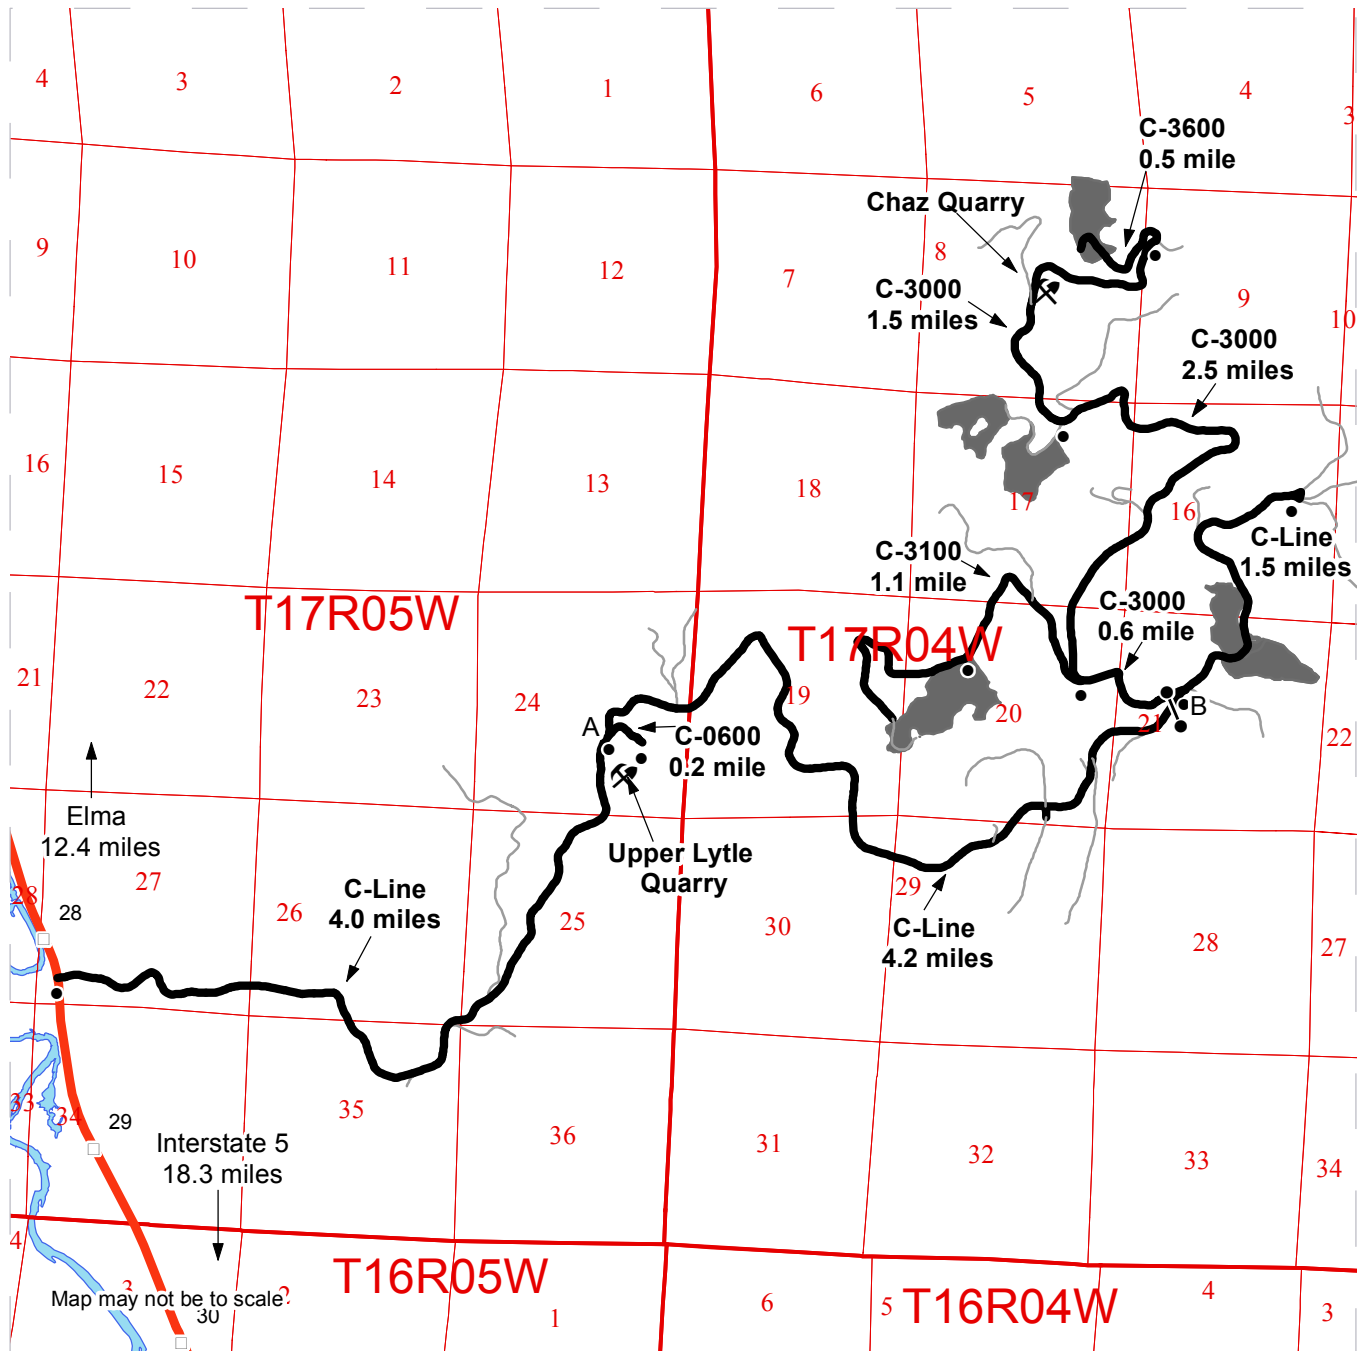 4
3
2
1
6
5
4
3
C-3600
0.5 mile
Chaz Quarry
9
10
11
12
7
8
9
10
C-3000
1.5 miles
C-3000
2.5 miles
16
15
14
13
18
17
16
C-Line
1.5 miles
C-3100
1.1 mile
C-3000
0.6 mile
T17R05W
T17R04W
21
22
23
24
19
20
21
22
A
B
C-0600
0.2 mile
Elma
12.4 miles
Upper Lytle
Quarry
28
27
26
25
30
29
28
27
28
C-Line
4.0 miles
C-Line
4.2 miles
33
34
35
36
31
32
33
34
29
Interstate 5
18.3 miles
4
3
2
1
6
5
4
3
T16R05W
T16R04W
Map may not be to scale
30